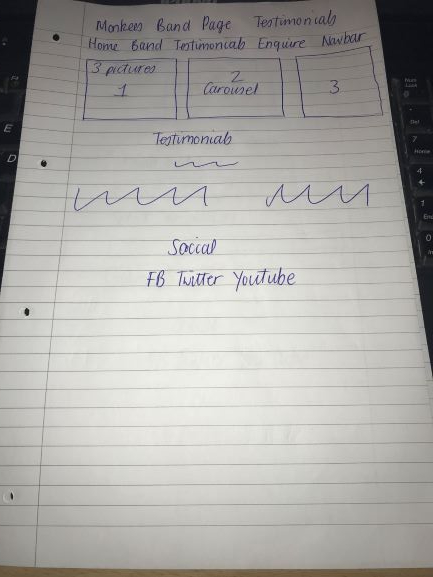 Monkees Band Page Testimonials
Home Band Testimonials Enquire Navbar
3 pictures
1
2
Carousel
3
Testimonials
Social
FB Twitter Youtube